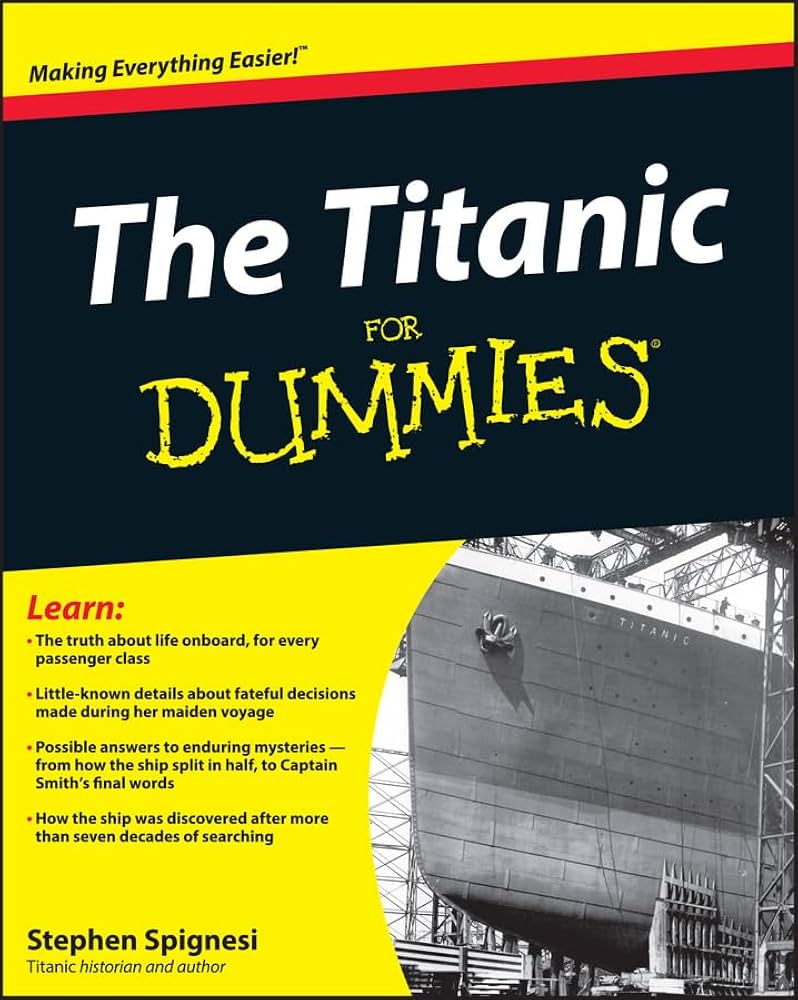 Making Everything Easier!™
The Titanic
FOR
DUMMIES®
TITANIC
Learn:
• The truth about life onboard, for every
passenger class
• Little-known details about fateful decisions
made during her maiden voyage
• Possible answers to enduring mysteries —
from how the ship split in half, to Captain
Smith's final words
• How the ship was discovered after more
than seven decades of searching
Stephen Spignesi
Titanic historian and author